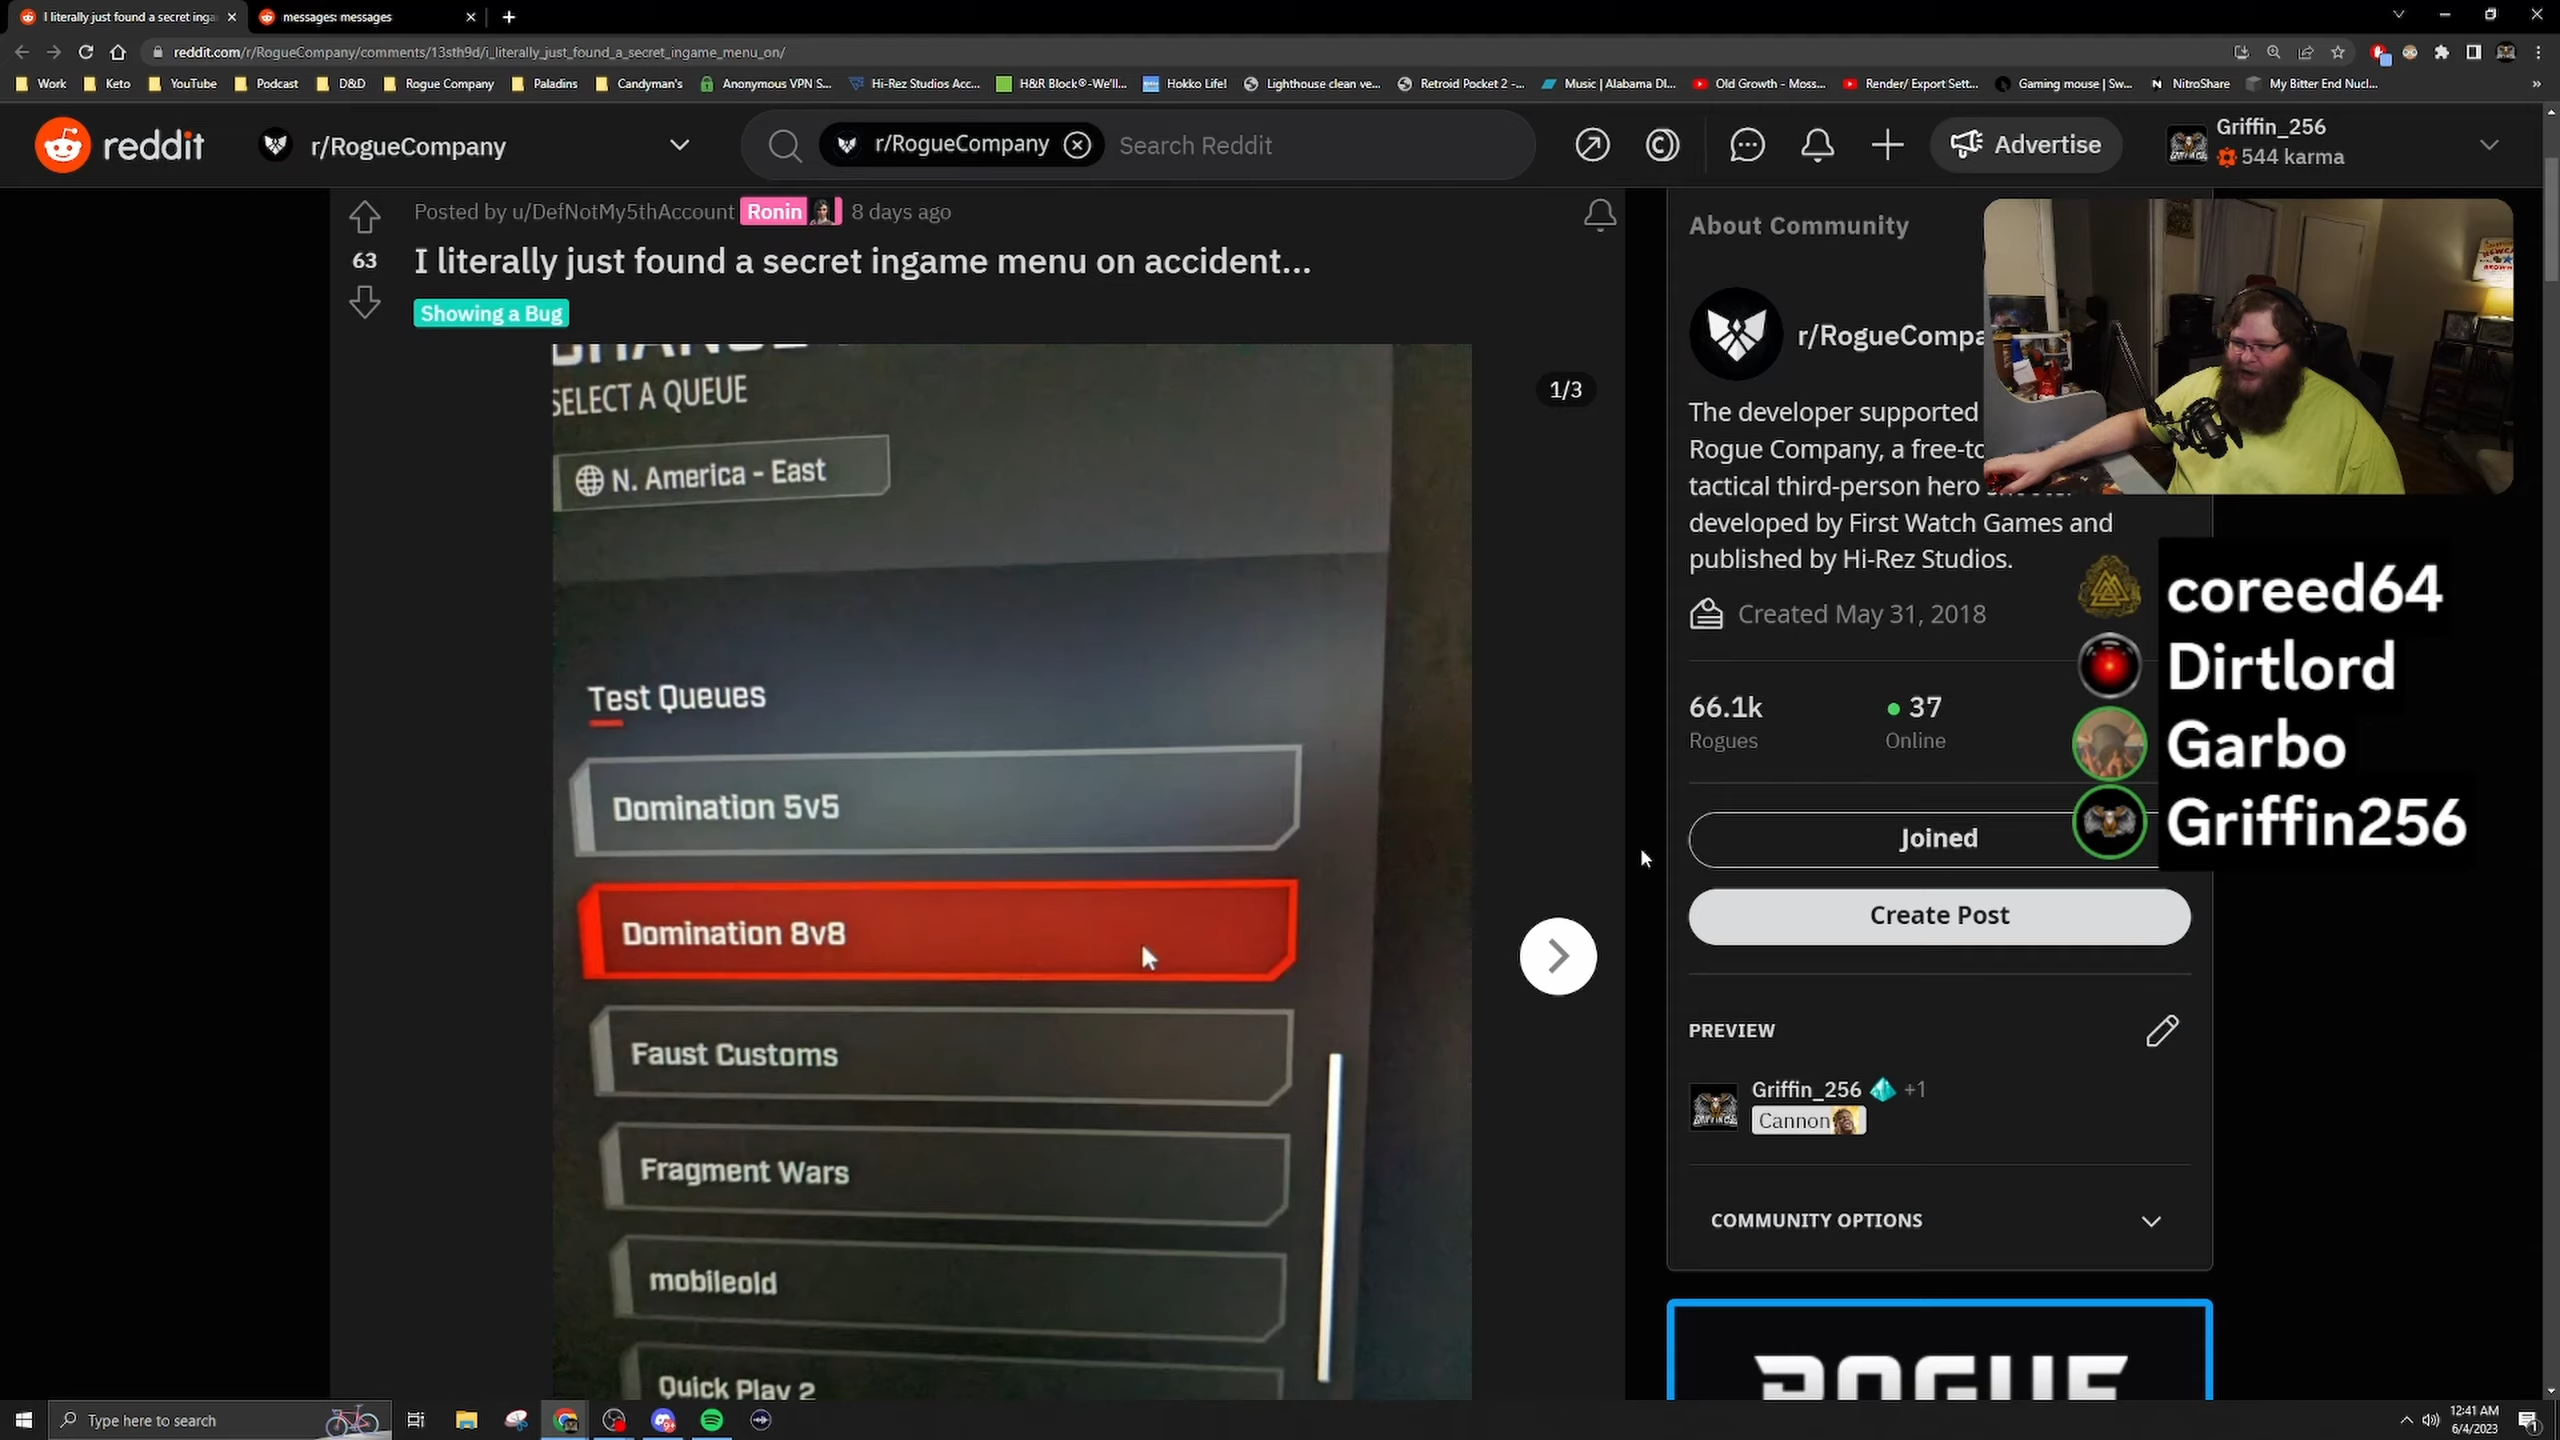 I literally just found a secret inga
messages: messages
reddit.com/r/RogueCompany/comments/13sth9d/i_literally_just_found_a_secret_ingame_menu_on/
Work
Keto
YouTube
Podcast
D&D
Rogue Company
Paladins
Candyman's
Anonymous VPN S...
Hi-Rez Studios Acc...
H&R Block®-We'll...
Hokko Life!
Lighthouse clean ve...
Retroid Pocket 2 -...
Music | Alabama DI...
Old Growth - Moss...
Render/ Export Sett...
Gaming mouse | Sw...
NitroShare
My Bitter End Nucl...
reddit
r/RogueCompany
r/RogueCompany
Search Reddit
Advertise
Griffin_256
544 karma
Posted by u/DefNotMy5thAccount Ronin 8 days ago
63
I literally just found a secret ingame menu on accident...
Showing a Bug
SELECT A QUEUE
1/3
N. America - East
Test Queues
Domination 5v5
Domination 8v8
Faust Customs
Fragment Wars
mobileold
Quick Play 2
About Community
r/RogueCompa
The developer supported
Rogue Company, a free-to
tactical third-person hero
developed by First Watch Games and
published by Hi-Rez Studios.
Created May 31, 2018
66.1k
Rogues
37
Online
Joined
Create Post
PREVIEW
Griffin_256 +1
Cannon
COMMUNITY OPTIONS
ROGUE
coreed64
Dirtlord
Garbo
Griffin256
Type here to search
12:41 AM
6/4/2023